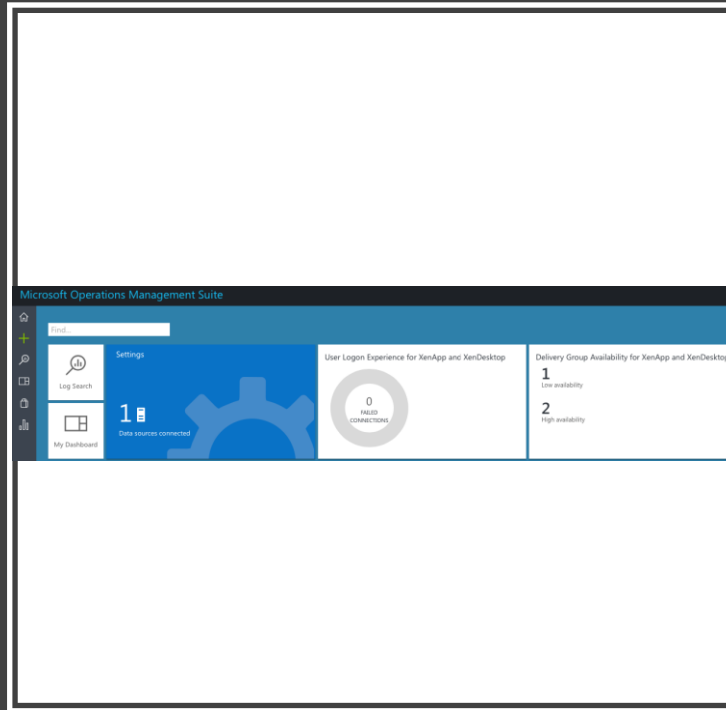 Microsoft Operations Management Suite
Find...
Log Search
My Dashboard
Settings
1
Data sources connected
User Logon Experience for XenApp and XenDesktop
0
FAILED
CONNECTIONS
Delivery Group Availability for XenApp and XenDesktop
1
Low availability
2
High availability